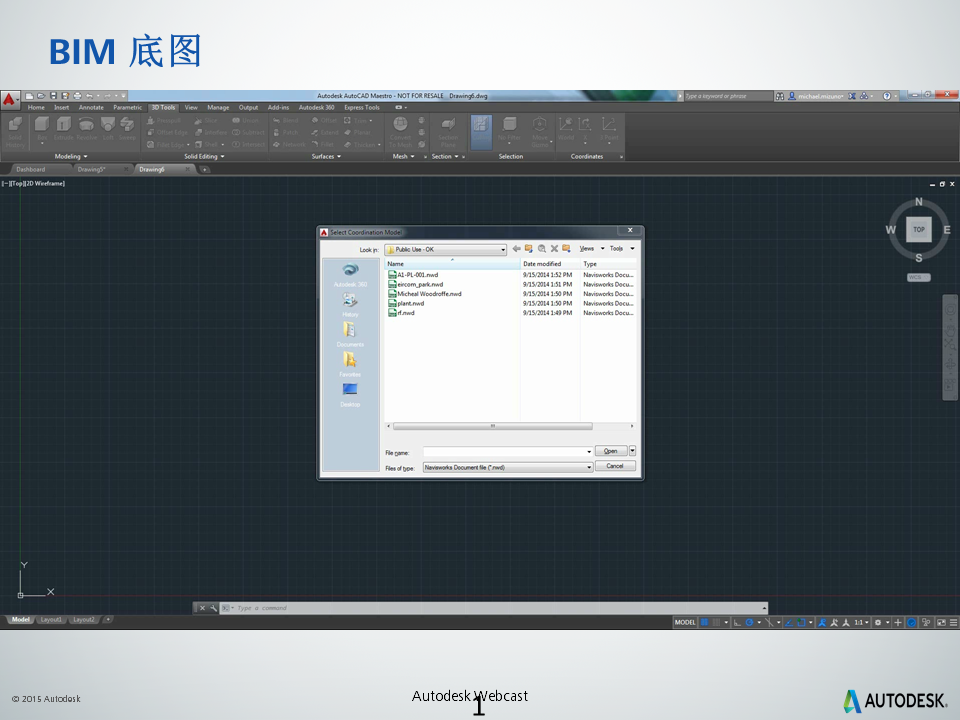 BIM 底图
Autodesk AutoCAD Maestro - NOT FOR RESALE Drawing6.dwg
Type a keyword or phrase
Home Insert Annotate Parametric 3D Tools View Manage Output Add-ins Autodesk 360 Express Tools
Modeling Solid Editing Surfaces Mesh Section Selection Coordinates
Dashboard Drawing5* Drawing6
[−][Top][2D Wireframe]
N
W TOP E
S
WCS
Select Coordination Model
Look in: Public Use - OK Views Tools
Name Date modified Type
A1-PL-001.nwd 9/15/2014 1:52 PM Navisworks Docu...
eircom_park.nwd 9/15/2014 1:51 PM Navisworks Docu...
Micheal Woodroffe.nwd 9/15/2014 1:50 PM Navisworks Docu...
plant.nwd 9/15/2014 1:50 PM Navisworks Docu...
rf.nwd 9/15/2014 1:49 PM Navisworks Docu...
Autodesk 360
History
Documents
Favorites
Desktop
File name: Open
Files of type: Navisworks Document file (*.nwd) Cancel
Y
X
Type a command
Model Layout1 Layout2 +
MODEL 1:1
© 2015 Autodesk
Autodesk Webcast
1
AUTODESK.